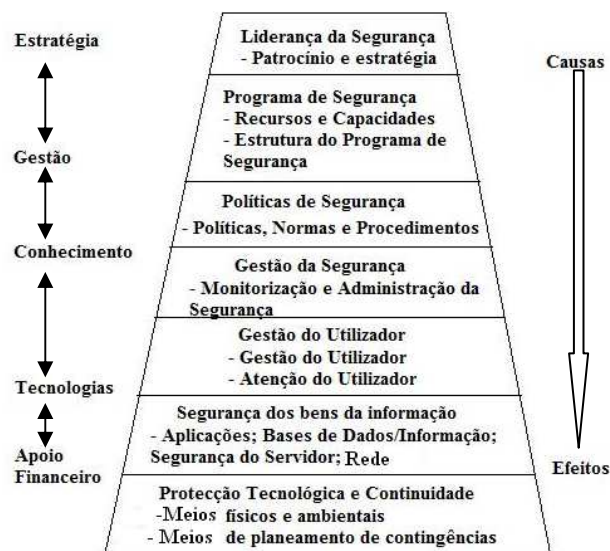 Estratégia
Gestão
Conhecimento
Tecnologias
Apoio
Financeiro
Liderança da Segurança
- Patrocínio e estratégia
Programa de Segurança
- Recursos e Capacidades
- Estrutura do Programa de
Segurança
Políticas de Segurança
- Políticas, Normas e Procedimentos
Gestão da Segurança
- Monitorização e Administração da
Segurança
Gestão do Utilizador
- Gestão do Utilizador
- Atenção do Utilizador
Segurança dos bens da informação
- Aplicações; Bases de Dados/Informação;
Segurança do Servidor; Rede
Protecção Tecnológica e Continuidade
-Meios físicos e ambientais
-Meios de planeamento de contingências
Causas
Efeitos